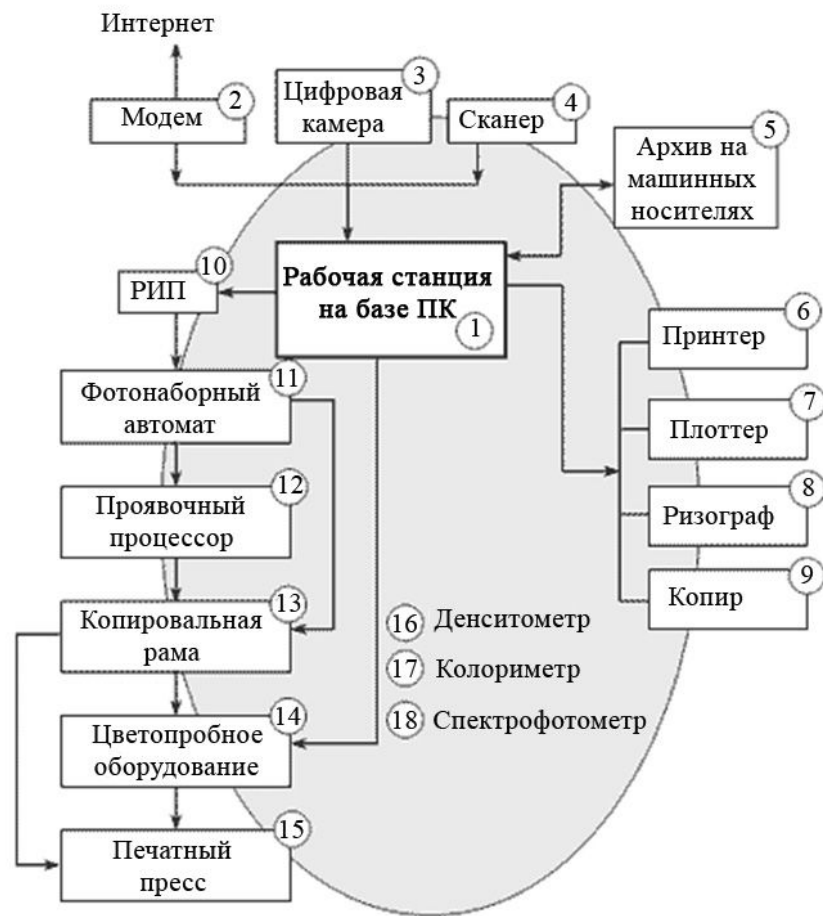 Интернет
2
Модем
3
Цифровая
камера
4
Сканер
5
Архив на
машинных
носителях
10
РИП
Рабочая станция
на базе ПК
1
6
Принтер
11
Фотонаборный
автомат
7
Плоттер
12
Проявочный
процессор
8
Ризограф
9
Копир
13
Копировальная
рама
16 Денситометр
17 Колориметр
18 Спектрофотометр
14
Цветопробное
оборудование
15
Печатный
пресс